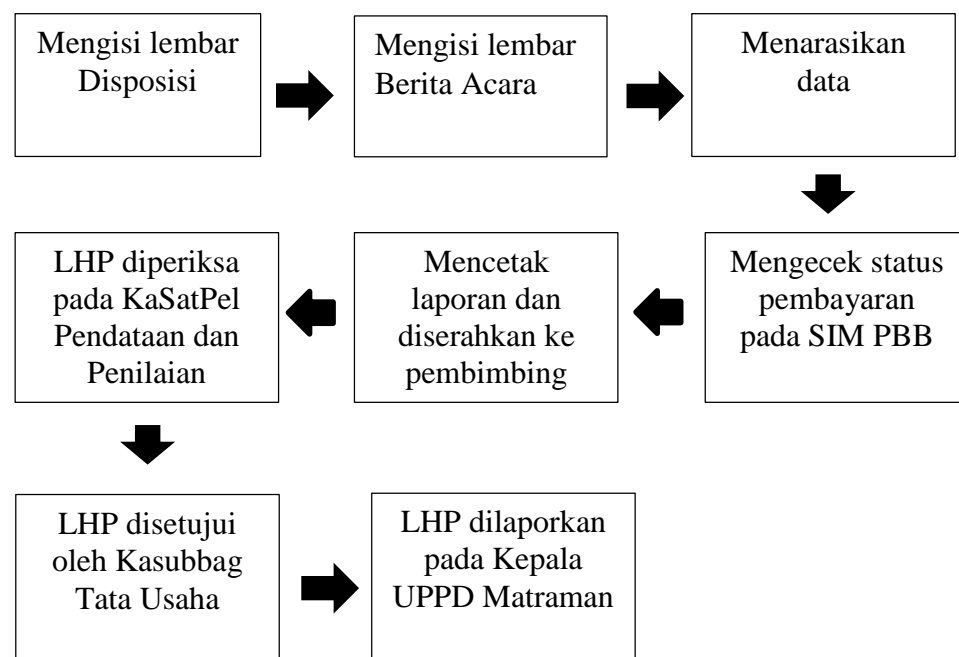 Mengisi lembar
Disposisi
Mengisi lembar
Berita Acara
Menarasikan
data
Mengecek status
pembayaran
pada SIM PBB
Mencetak
laporan dan
diserahkan ke
pembimbing
LHP diperiksa
pada KaSatPel
Pendataan dan
Penilaian
LHP disetujui
oleh Kasubbag
Tata Usaha
LHP dilaporkan
pada Kepala
UPPD Matraman